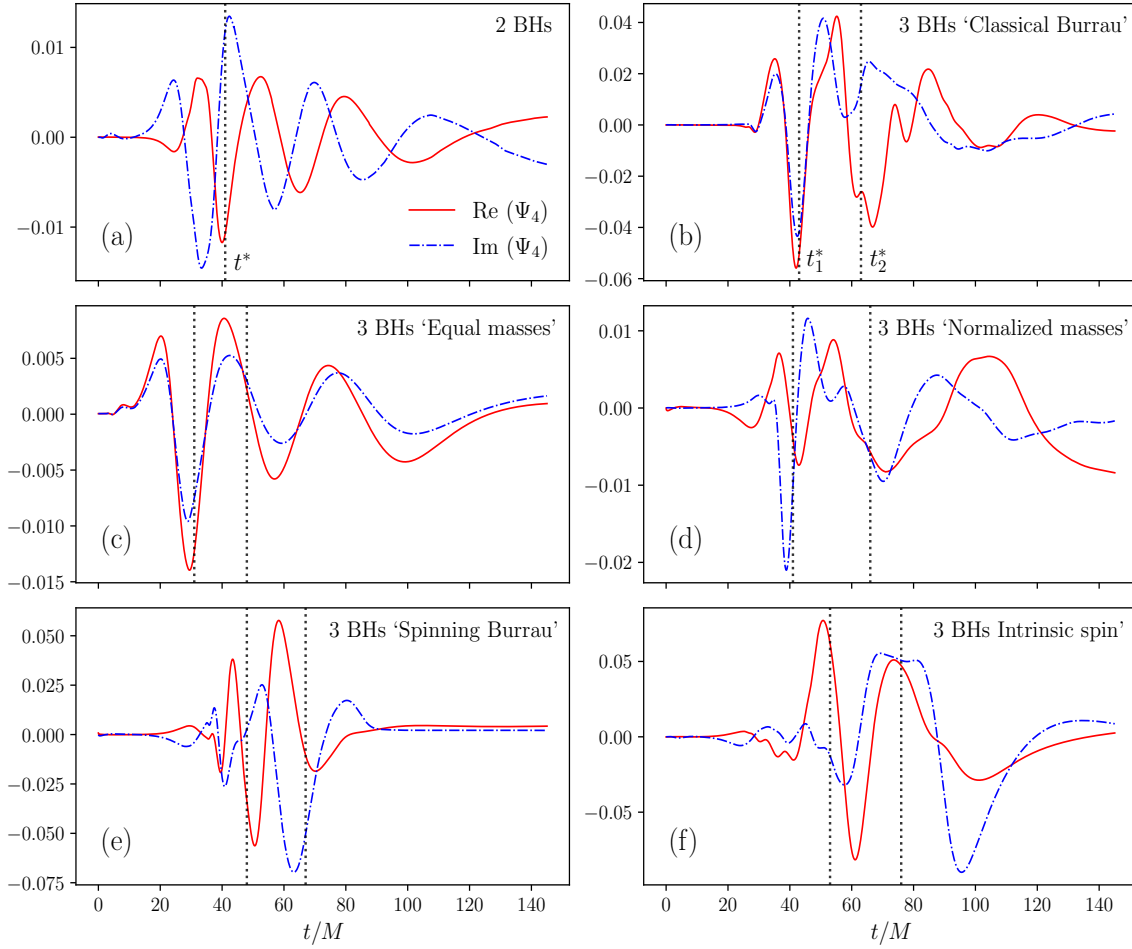 2 BHs
0.01
0.00
−0.01
(a)
t*
Re (Ψ₄)
Im (Ψ₄)
3 BHs ‘Classical Burrau’
0.04
0.02
0.00
−0.02
−0.04
−0.06
(b)
t₁*
t₂*
3 BHs ‘Equal masses’
0.005
0.000
−0.005
−0.010
−0.015
(c)
3 BHs ‘Normalized masses’
0.01
0.00
−0.01
−0.02
(d)
3 BHs ‘Spinning Burrau’
0.050
0.025
0.000
−0.025
−0.050
−0.075
(e)
0 20 40 60 80 100 120 140
t/M
3 BHs Intrinsic spin’
0.05
0.00
−0.05
(f)
0 20 40 60 80 100 120 140
t/M